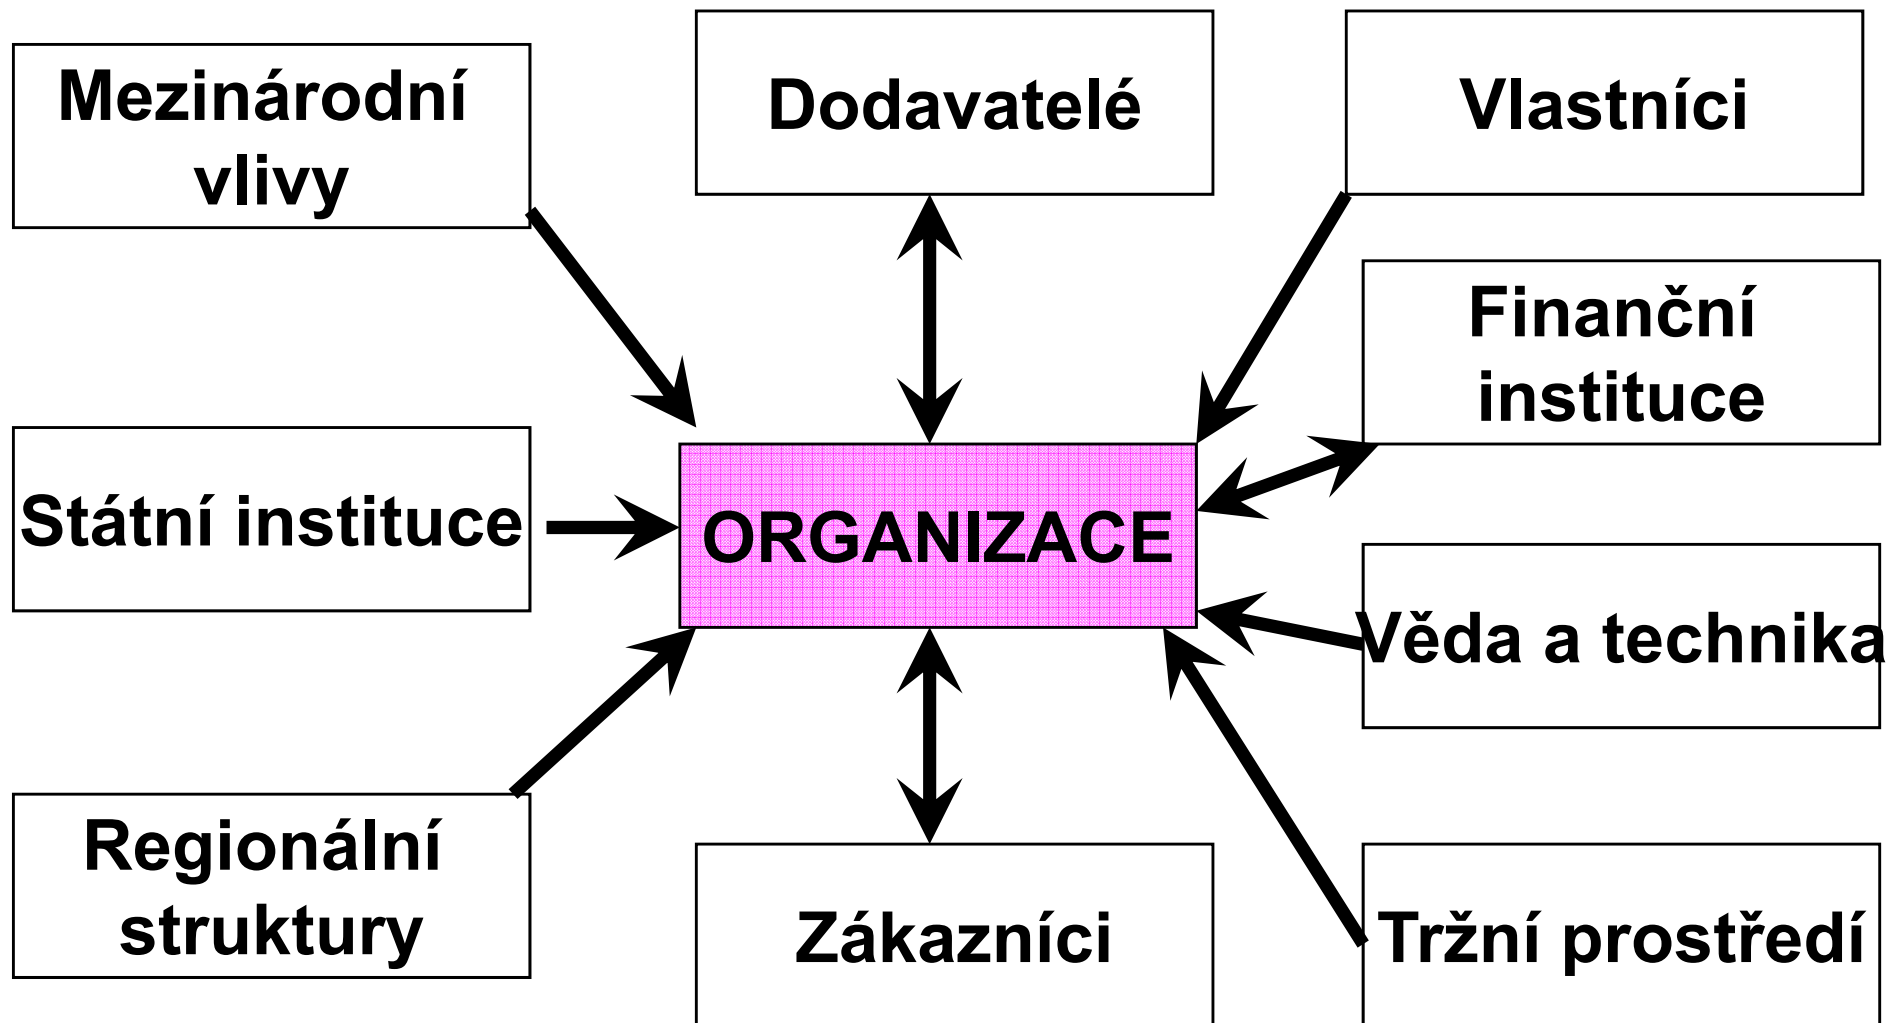 Mezinárodní
vlivy
Dodavatelé
Vlastníci
Finanční
instituce
Státní instituce
ORGANIZACE
Věda a technika
Regionální
struktury
Zákazníci
Tržní prostředí